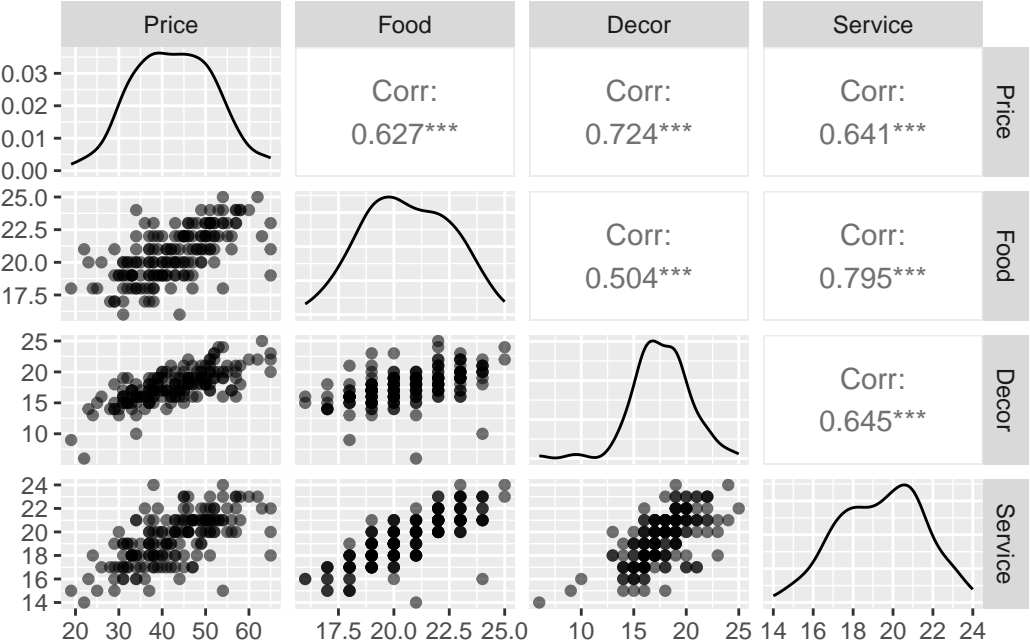 Price Food Decor Service
0.03
0.02
0.01
0.00
Corr:
0.627***
Corr:
0.724***
Corr:
0.641***
Price
25.0
22.5
20.0
17.5
Corr:
0.504***
Corr:
0.795***
Food
25
20
15
10
Corr:
0.645***
Decor
24
22
20
18
16
14
Service
20 30 40 50 60 17.5 20.0 22.5 25.0 10 15 20 25 14 16 18 20 22 24